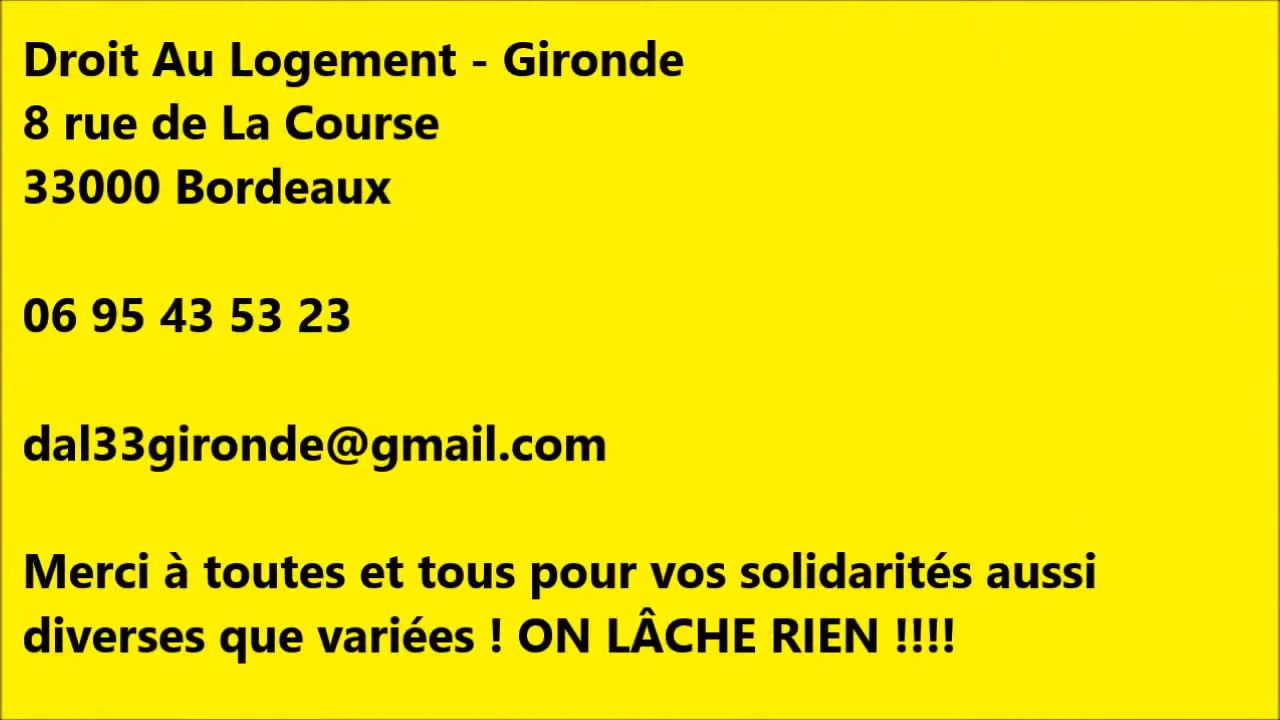 Droit Au Logement - Gironde
8 rue de La Course
33000 Bordeaux
06 95 43 53 23
dal33gironde@gmail.com
Merci à toutes et tous pour vos solidarités aussi
diverses que variées ! ON LÂCHE RIEN !!!!